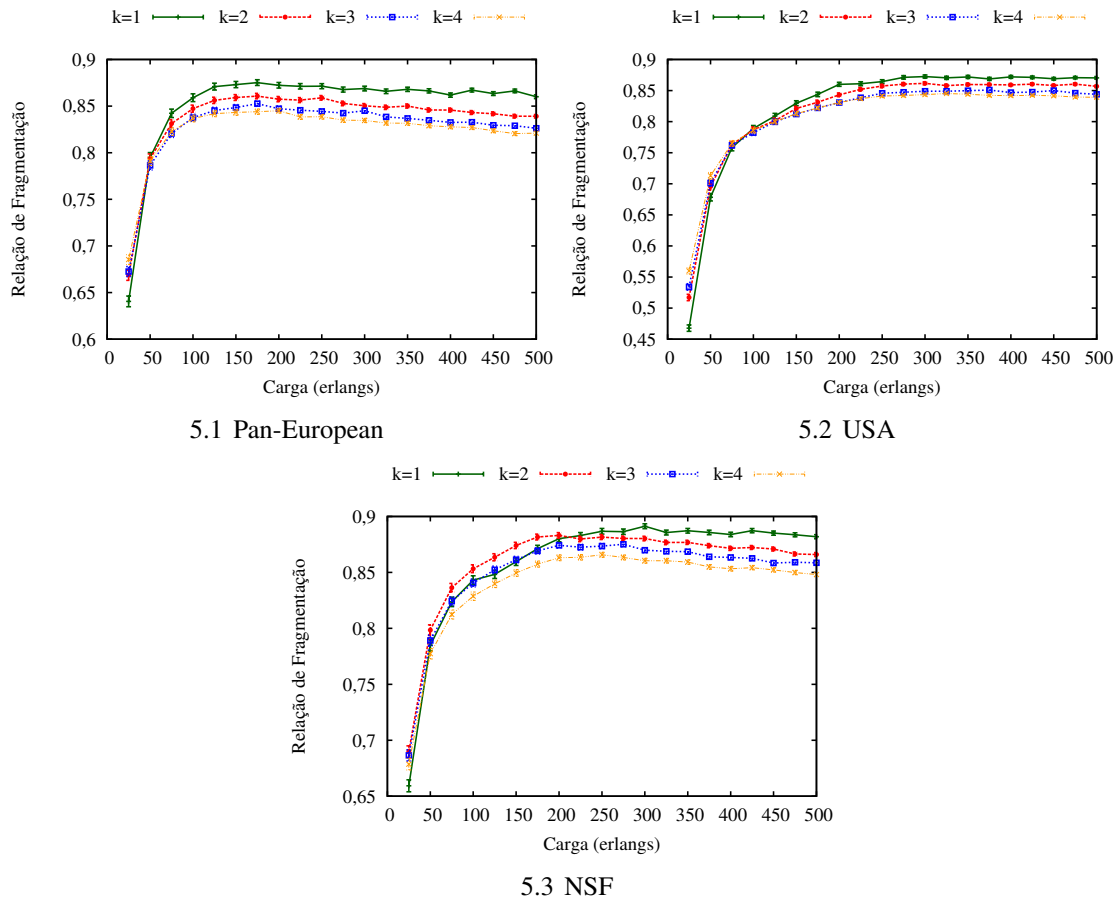 k=1 k=2 k=3 k=4
0,9
0,85
0,8
0,75
0,7
0,65
0,6
0 50 100 150 200 250 300 350 400 450 500
Relação de Fragmentação
Carga (erlangs)
5.1 Pan-European
k=1 k=2 k=3 k=4
0,9
0,85
0,8
0,75
0,7
0,65
0,6
0,55
0,5
0,45
0 50 100 150 200 250 300 350 400 450 500
Relação de Fragmentação
Carga (erlangs)
5.2 USA
k=1 k=2 k=3 k=4
0,9
0,85
0,8
0,75
0,7
0,65
0 50 100 150 200 250 300 350 400 450 500
Relação de Fragmentação
Carga (erlangs)
5.3 NSF